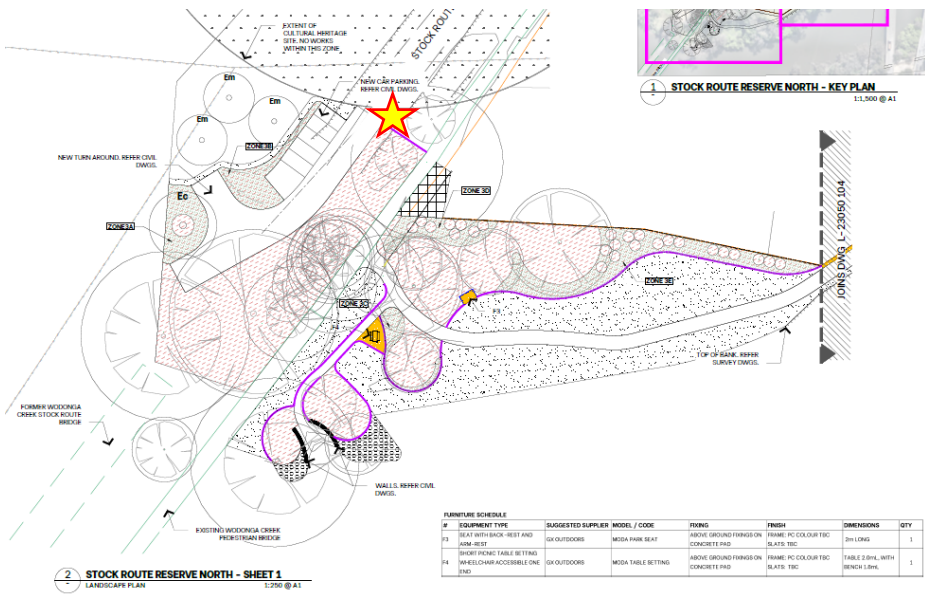 EXTENT OF
CULTURAL HERITAGE
SITE. NO WORKS
WITHIN THIS ZONE
STOCK ROUT
NEW CAR PARKING.
REFER CIVIL DWGS.
1
STOCK ROUTE RESERVE NORTH - KEY PLAN
1:1,500 @ A1
Em
Em
Em
ZONE 3B
NEW TURN AROUND. REFER CIVIL
DWGS.
Ec
ZONE 3A
ZONE 3D
JOINS DWG L-23050 104
ZONE 3E
ZONE 3C
F3
F4
TOP OF BANK. REFER
SURVEY DWGS.
FORMER WODONGA
CREEK STOCK ROUTE
BRIDGE
WALLS. REFER CIVIL
DWGS.
EXISTING WODONGA CREEK
PEDESTRIAN BRIDGE
2
STOCK ROUTE RESERVE NORTH - SHEET 1
LANDSCAPE PLAN
1:250 @ A1
FURNITURE SCHEDULE
# EQUIPMENT TYPE SUGGESTED SUPPLIER MODEL / CODE FIXING FINISH DIMENSIONS QTY
F3 SEAT WITH BACK-REST AND ARM-REST GX OUTDOORS MODA PARK SEAT ABOVE GROUND FIXINGS ON CONCRETE PAD FRAME: PC COLOUR TBC SLATS: TBC 2m LONG 1
F4 SHORT PICNIC TABLE SETTING WHEELCHAIR ACCESSIBLE ONE END GX OUTDOORS MODA TABLE SETTING ABOVE GROUND FIXINGS ON CONCRETE PAD FRAME: PC COLOUR TBC SLATS: TBC TABLE 2.0mL, WITH BENCH 1.8mL 1